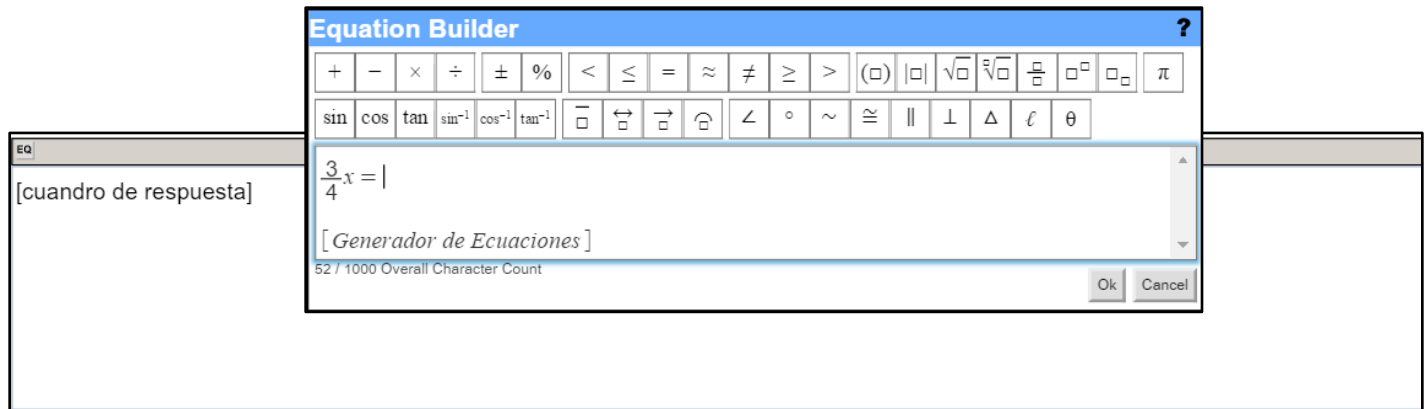 Equation Builder ?
+ − × ÷ ± % < ≤ = ≈ ≠ ≥ > (□) |□| √□ ∜□ □/□ □^□ □_□ π
sin cos tan sin⁻¹ cos⁻¹ tan⁻¹ □̅ □⃡ □⃗ □̑ ∠ ° ~ ≅ ∥ ⊥ Δ ℓ θ
EQ
[cuandro de respuesta]
3/4 x =
[Generador de Ecuaciones]
52 / 1000 Overall Character Count
Ok Cancel